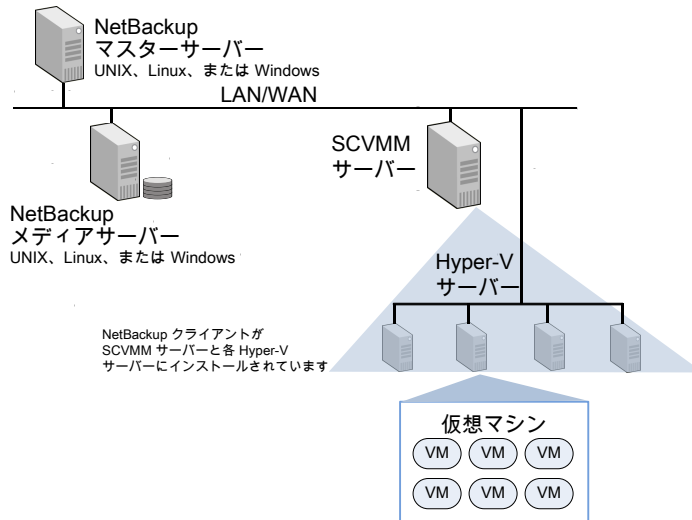 NetBackup
マスターサーバー
UNIX、Linux、または Windows
LAN/WAN
SCVMM
サーバー
NetBackup
メディアサーバー
UNIX、Linux、または Windows
Hyper-V
サーバー
NetBackup クライアントが
SCVMM サーバーと各 Hyper-V
サーバーにインストールされています
仮想マシン
VM VM VM
VM VM VM